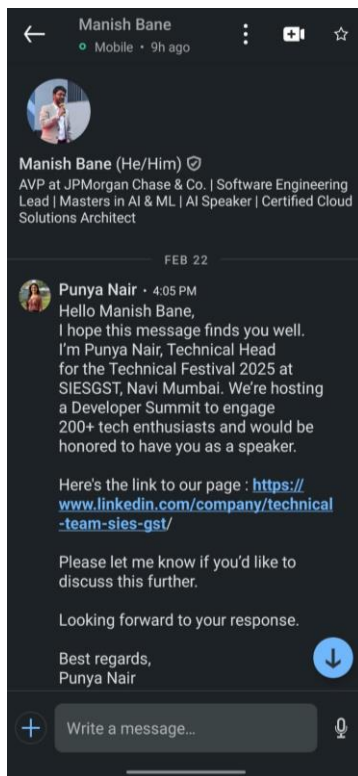 Manish Bane
Mobile • 9h ago
Manish Bane (He/Him)
AVP at JPMorgan Chase & Co. | Software Engineering
Lead | Masters in AI & ML | AI Speaker | Certified Cloud
Solutions Architect
FEB 22
Punya Nair • 4:05 PM
Hello Manish Bane,
I hope this message finds you well.
I'm Punya Nair, Technical Head
for the Technical Festival 2025 at
SIESGST, Navi Mumbai. We're hosting
a Developer Summit to engage
200+ tech enthusiasts and would be
honored to have you as a speaker.
Here's the link to our page : https://
www.linkedin.com/company/technical
-team-sies-gst/
Please let me know if you'd like to
discuss this further.
Looking forward to your response.
Best regards,
Punya Nair
Write a message...